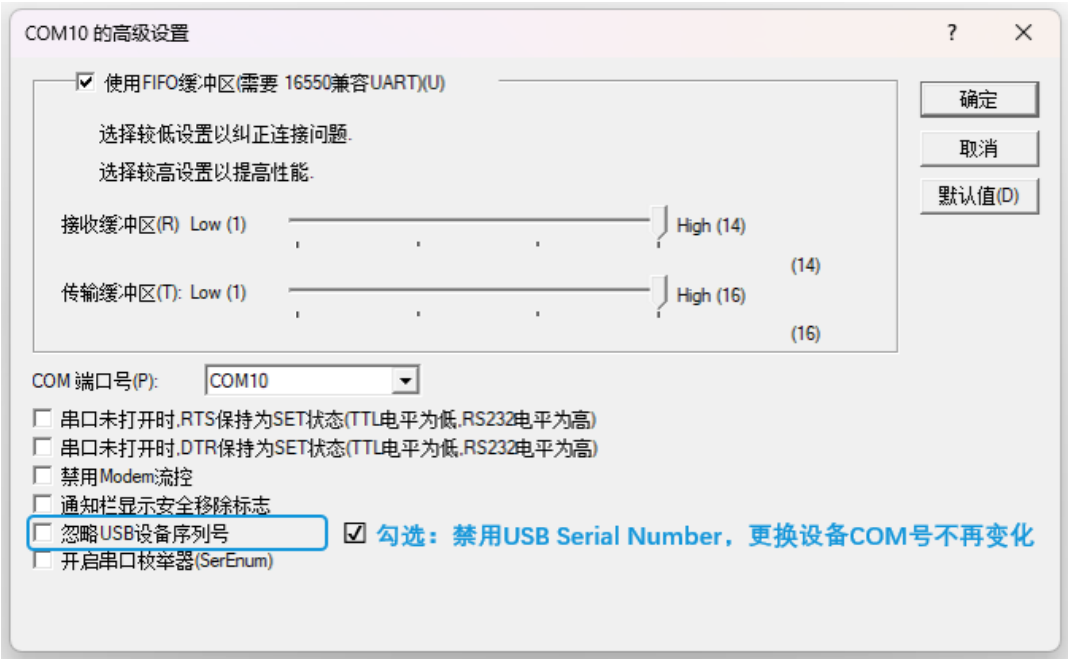 COM10 的高级设置
? ×
使用FIFO缓冲区(需要 16550兼容UART)(U)
确定
选择较低设置以纠正连接问题.
取消
选择较高设置以提高性能.
默认值(D)
接收缓冲区(R) Low (1) High (14)
(14)
传输缓冲区(T): Low (1) High (16)
(16)
COM 端口号(P): COM10
串口未打开时,RTS保持为SET状态(TTL电平为低,RS232电平为高)
串口未打开时,DTR保持为SET状态(TTL电平为低,RS232电平为高)
禁用Modem流控
通知栏显示安全移除标志
忽略USB设备序列号
勾选：禁用USB Serial Number，更换设备COM号不再变化
开启串口枚举器(SerEnum)